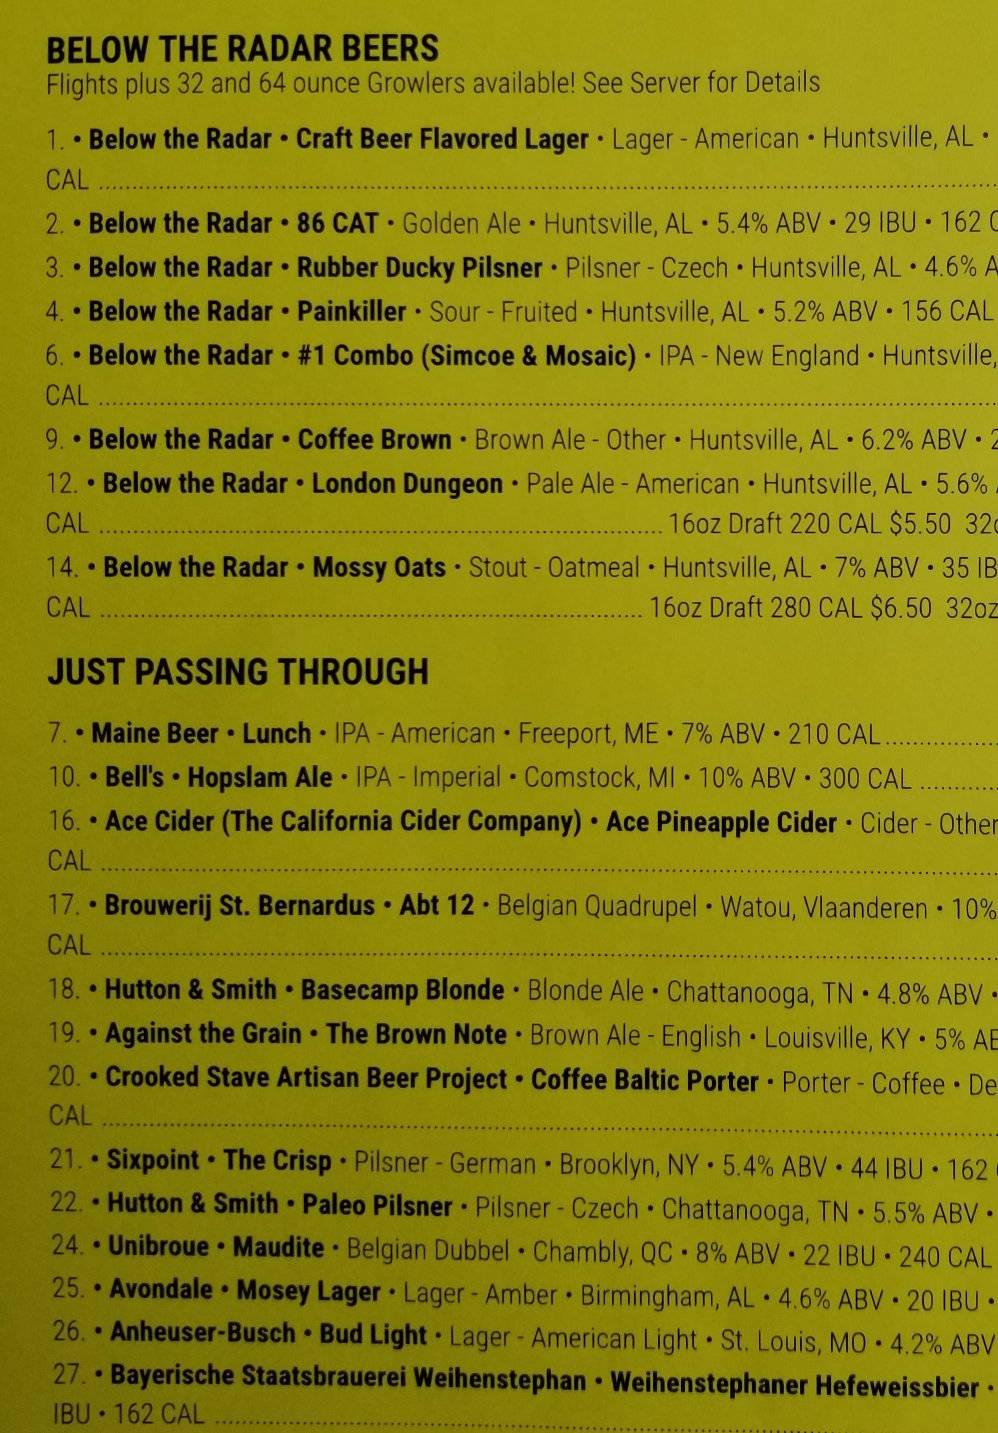 BELOW THE RADAR BEERS
Flights plus 32 and 64 ounce Growlers available! See Server for Details
1. • Below the Radar • Craft Beer Flavored Lager • Lager - American • Huntsville, AL •
CAL ........................................................
2. • Below the Radar • 86 CAT • Golden Ale • Huntsville, AL • 5.4% ABV • 29 IBU • 162
3. • Below the Radar • Rubber Ducky Pilsner • Pilsner - Czech • Huntsville, AL • 4.6%
4. • Below the Radar • Painkiller • Sour - Fruited • Huntsville, AL • 5.2% ABV • 156 CAL
6. • Below the Radar • #1 Combo (Simcoe & Mosaic) • IPA - New England • Huntsville,
CAL ........................................................
9. • Below the Radar • Coffee Brown • Brown Ale - Other • Huntsville, AL • 6.2% ABV •
12. • Below the Radar • London Dungeon • Pale Ale - American • Huntsville, AL • 5.6%
CAL ........................................ 16oz Draft 220 CAL $5.50
14. • Below the Radar • Mossy Oats • Stout - Oatmeal • Huntsville, AL • 7% ABV • 35
CAL ........................................ 16oz Draft 280 CAL $6.50 32oz
JUST PASSING THROUGH
7. • Maine Beer • Lunch • IPA - American • Freeport, ME • 7% ABV • 210 CAL ............
10. • Bell's • Hopslam Ale • IPA - Imperial • Comstock, MI • 10% ABV • 300 CAL ..........
16. • Ace Cider (The California Cider Company) • Ace Pineapple Cider • Cider - Other
CAL ........................................................
17. • Brouwerij St. Bernardus • Abt 12 • Belgian Quadrupel • Watou, Vlaanderen • 10%
CAL ........................................................
18. • Hutton & Smith • Basecamp Blonde • Blonde Ale • Chattanooga, TN • 4.8% ABV •
19. • Against the Grain • The Brown Note • Brown Ale - English • Louisville, KY • 5%
20. • Crooked Stave Artisan Beer Project • Coffee Baltic Porter • Porter - Coffee •
CAL ........................................................
21. • Sixpoint • The Crisp • Pilsner - German • Brooklyn, NY • 5.4% ABV • 44 IBU • 162
22. • Hutton & Smith • Paleo Pilsner • Pilsner - Czech • Chattanooga, TN • 5.5% ABV •
24. • Unibroue • Maudite • Belgian Dubbel • Chambly, QC • 8% ABV • 22 IBU • 240 CAL
25. • Avondale • Mosey Lager • Lager - Amber • Birmingham, AL • 4.6% ABV • 20 IBU •
26. • Anheuser-Busch • Bud Light • Lager - American Light • St. Louis, MO • 4.2% ABV
27. • Bayerische Staatsbrauerei Weihenstephan • Weihenstephaner Hefeweissbier •
IBU • 162 CAL ........................................................